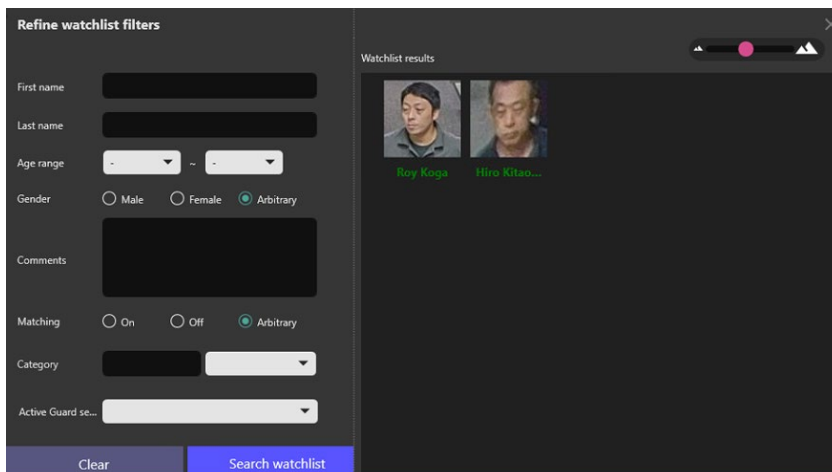 Refine watchlist filters
Watchlist results
First name
Last name
Age range - ~ -
Gender Male Female Arbitrary
Comments
Matching On Off Arbitrary
Category
Active Guard se...
Clear Search watchlist
Roy Koga Hiro Kitao...